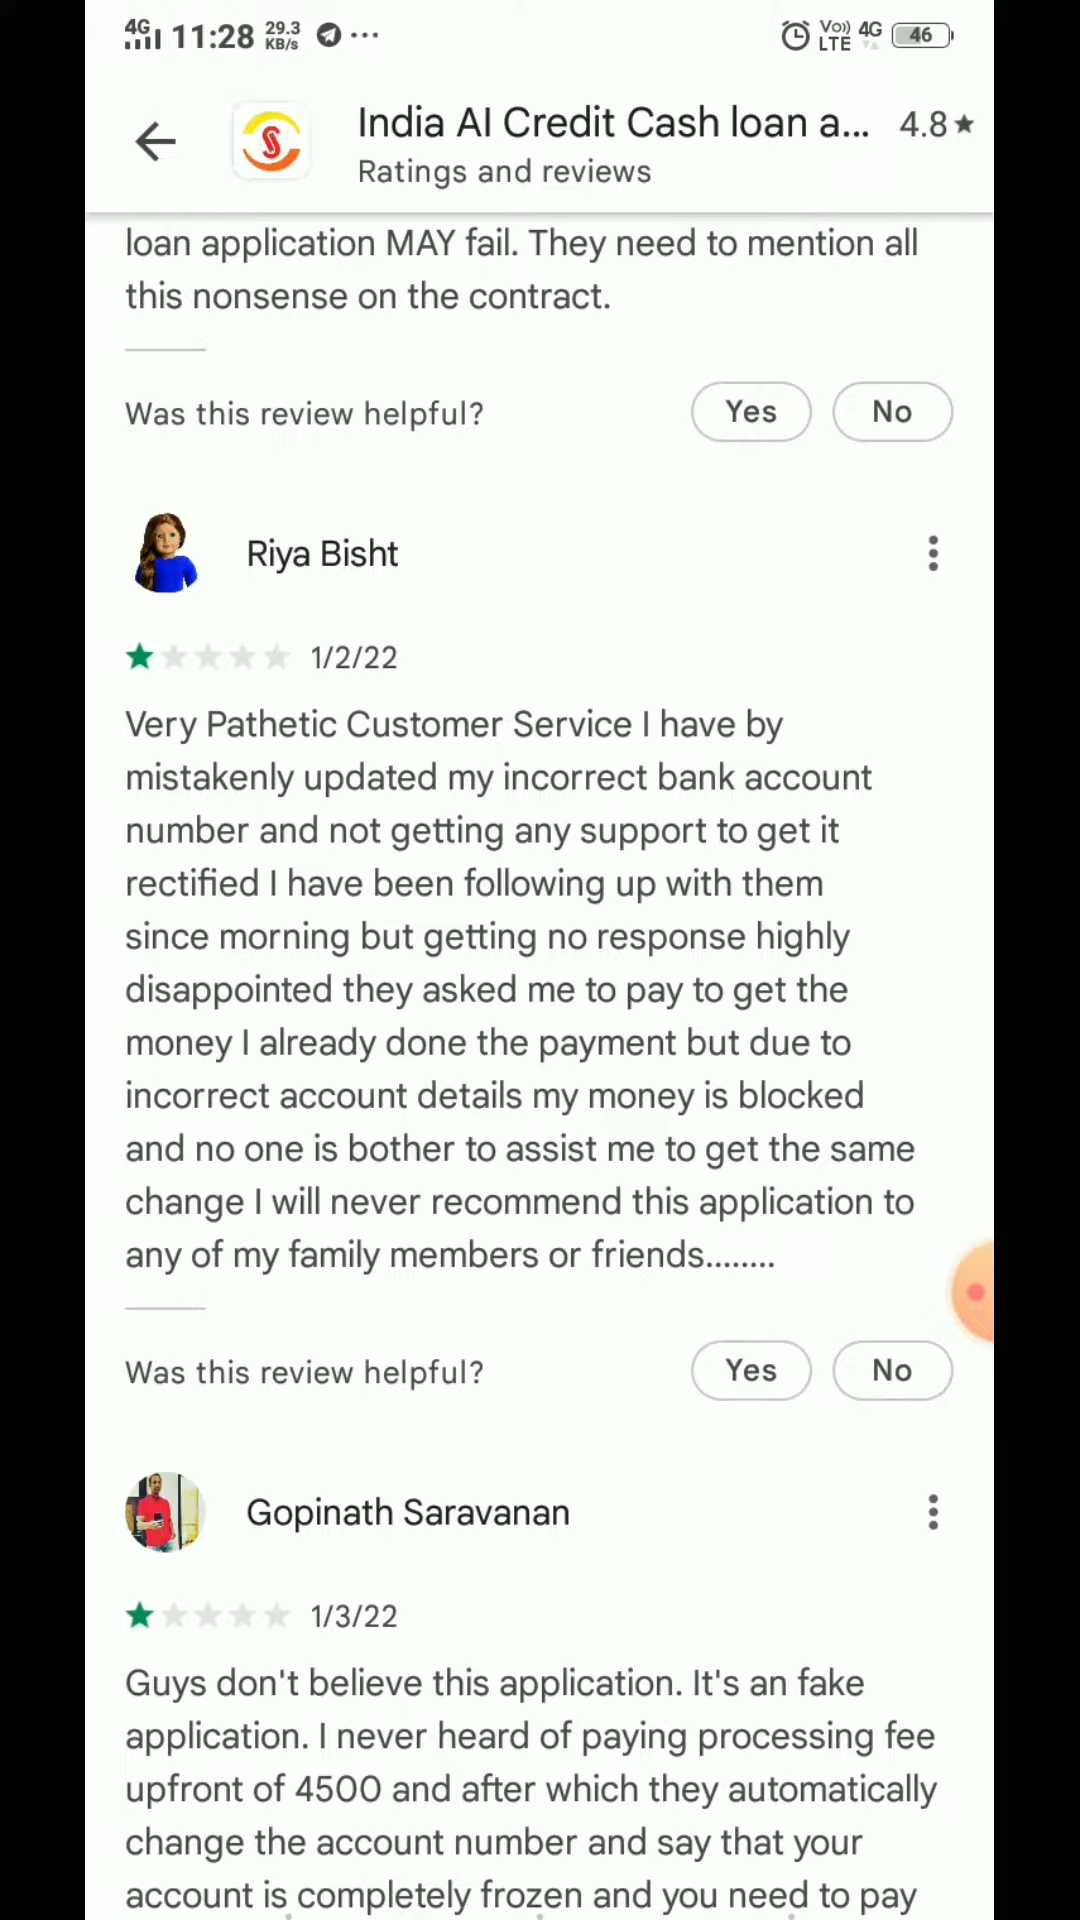 4G 11:28 29.3 KB/s ... Vo)) LTE 4G 46
India AI Credit Cash loan a... 4.8★
Ratings and reviews
loan application MAY fail. They need to mention all
this nonsense on the contract.
Was this review helpful? Yes No
Riya Bisht
1/2/22
Very Pathetic Customer Service I have by
mistakenly updated my incorrect bank account
number and not getting any support to get it
rectified I have been following up with them
since morning but getting no response highly
disappointed they asked me to pay to get the
money I already done the payment but due to
incorrect account details my money is blocked
and no one is bother to assist me to get the same
change I will never recommend this application to
any of my family members or friends........
Was this review helpful? Yes No
Gopinath Saravanan
1/3/22
Guys don't believe this application. It's an fake
application. I never heard of paying processing fee
upfront of 4500 and after which they automatically
change the account number and say that your
account is completely frozen and you need to pay